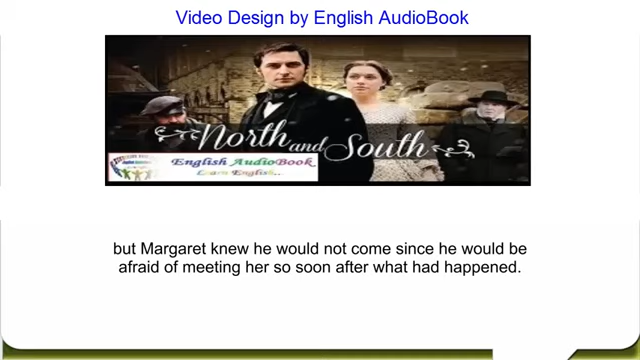 Video Design by English AudioBook
North and South
English AudioBook
Learn English...
but Margaret knew he would not come since he would be
afraid of meeting her so soon after what had happened.